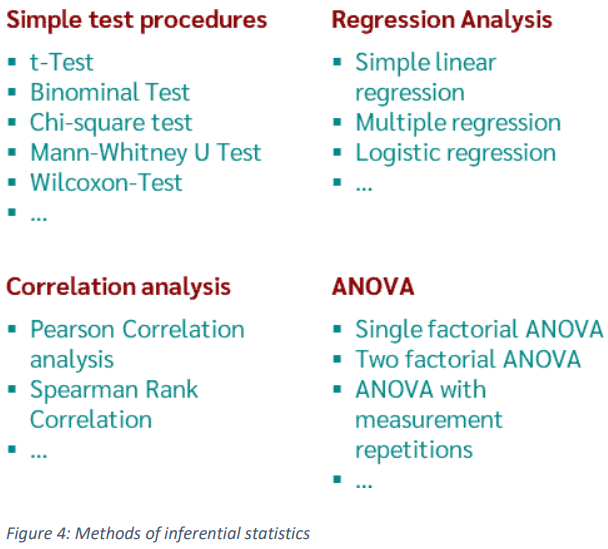 Simple test procedures
▪ t-Test
▪ Binominal Test
▪ Chi-square test
▪ Mann-Whitney U Test
▪ Wilcoxon-Test
▪ ...
Regression Analysis
▪ Simple linear
regression
▪ Multiple regression
▪ Logistic regression
▪ ...
Correlation analysis
▪ Pearson Correlation
analysis
▪ Spearman Rank
Correlation
▪ ...
ANOVA
▪ Single factorial ANOVA
▪ Two factorial ANOVA
▪ ANOVA with
measurement
repetitions
▪ ...
Figure 4: Methods of inferential statistics